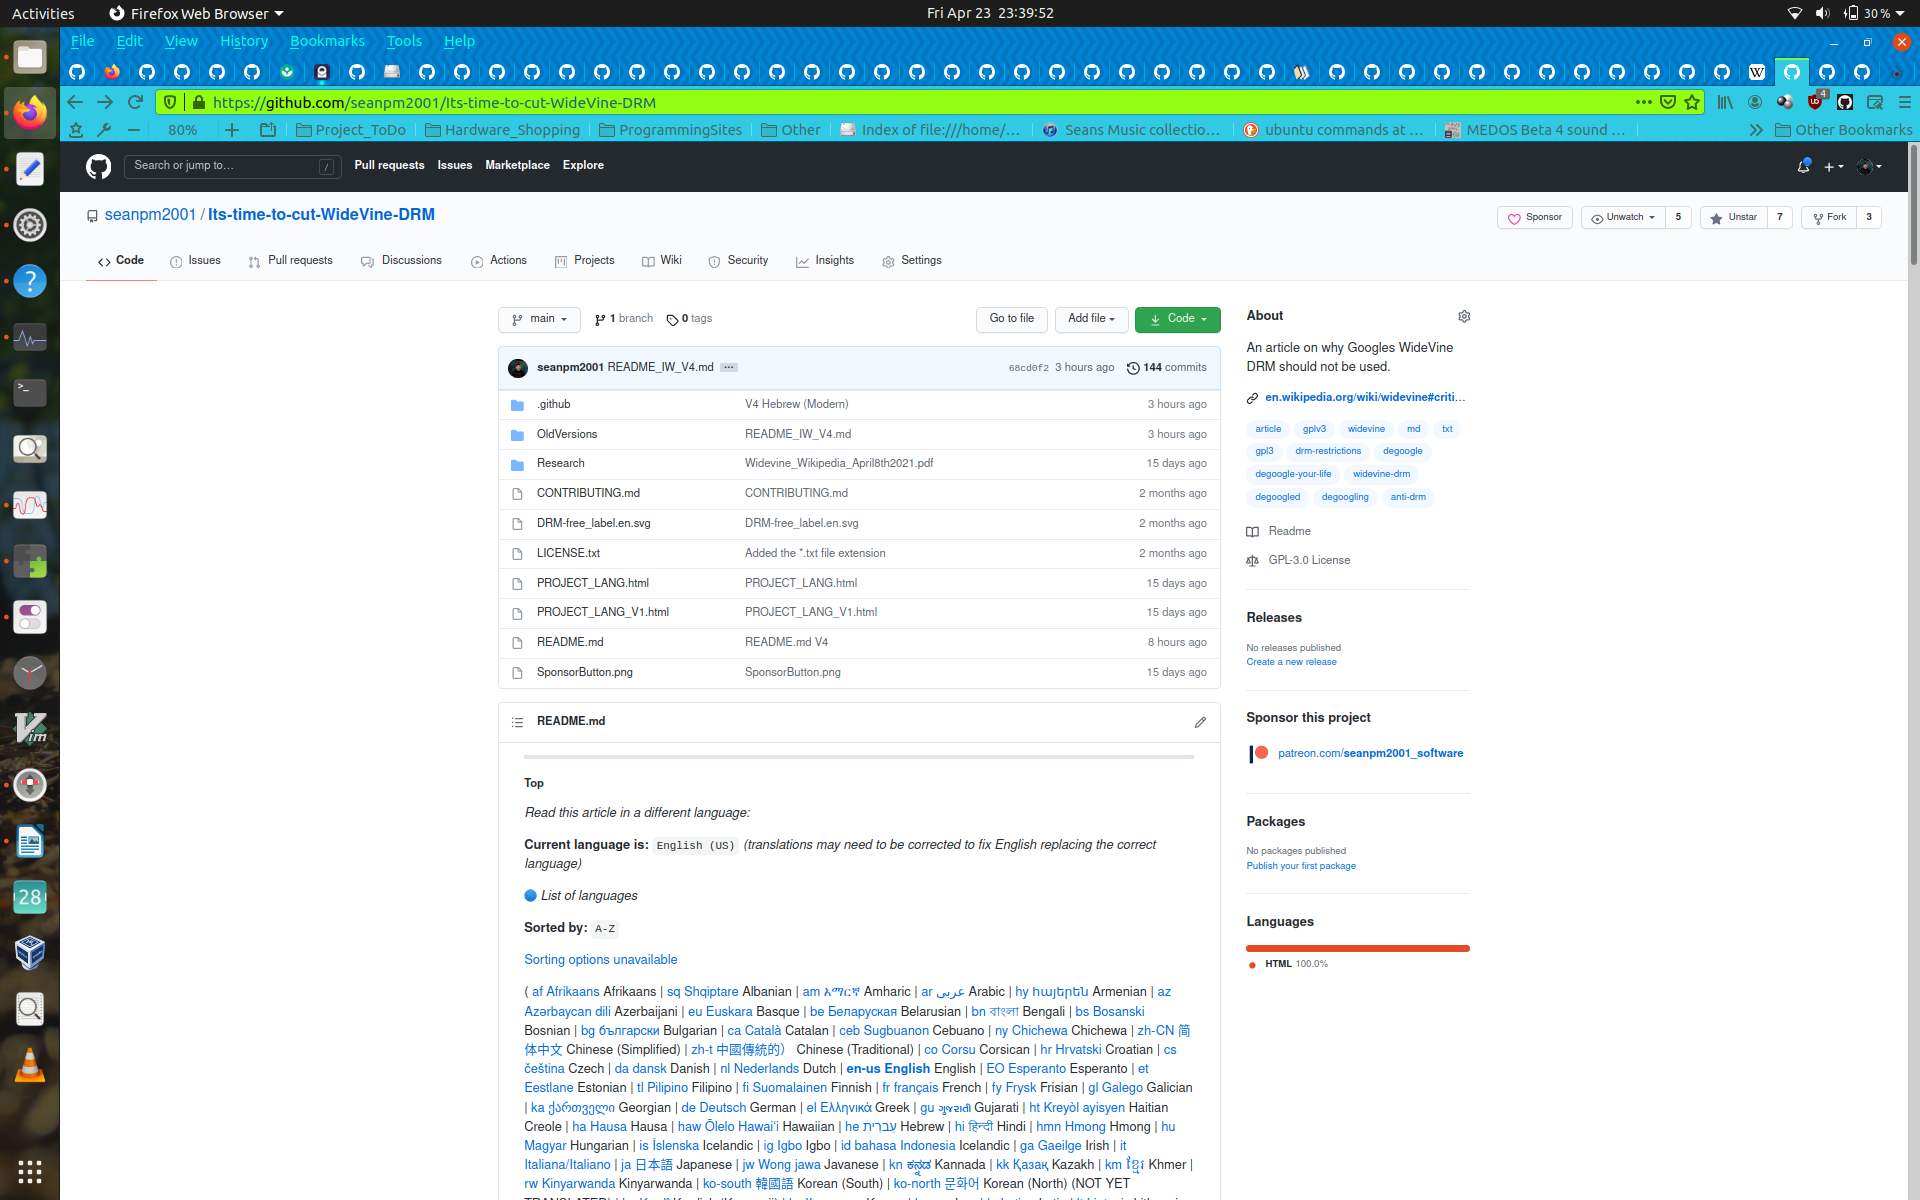 Activities Firefox Web Browser Fri Apr 23 23:39:52 30 %
File Edit View History Bookmarks Tools Help
https://github.com/seanpm2001/Its-time-to-cut-WideVine-DRM 4
80% Project_ToDo Hardware_Shopping ProgrammingSites Other Index of file:///home/... Seans Music collectio... ubuntu commands at ... MEDOS Beta 4 sound ... Other Bookmarks
Search or jump to... / Pull requests Issues Marketplace Explore
seanpm2001 / Its-time-to-cut-WideVine-DRM Sponsor Unwatch 5 Unstar 7 Fork 3
Code Issues Pull requests Discussions Actions Projects Wiki Security Insights Settings
main 1 branch 0 tags Go to file Add file Code
seanpm2001 README_IW_V4.md ... 68cd0f2 3 hours ago 144 commits
.github V4 Hebrew (Modern) 3 hours ago
OldVersions README_IW_V4.md 3 hours ago
Research Widevine_Wikipedia_April8th2021.pdf 15 days ago
CONTRIBUTING.md CONTRIBUTING.md 2 months ago
DRM-free_label.en.svg DRM-free_label.en.svg 2 months ago
LICENSE.txt Added the *.txt file extension 2 months ago
PROJECT_LANG.html PROJECT_LANG.html 15 days ago
PROJECT_LANG_V1.html PROJECT_LANG_V1.html 15 days ago
README.md README.md V4 8 hours ago
SponsorButton.png SponsorButton.png 15 days ago
README.md
Top
Read this article in a different language:
Current language is: English (US) (translations may need to be corrected to fix English replacing the correct
language)
List of languages
Sorted by: A-Z
Sorting options unavailable
( af Afrikaans Afrikaans | sq Shqiptare Albanian | am አማርኛ Amharic | ar عربى Arabic | hy հայերեն Armenian | az
Azərbaycan dili Azerbaijani | eu Euskara Basque | be Беларуская Belarusian | bn বাংলা Bengali | bs Bosanski
Bosnian | bg български Bulgarian | ca Català Catalan | ceb Sugbuanon Cebuano | ny Chichewa Chichewa | zh-CN 简
体中文 Chinese (Simplified) | zh-t 中國傳統的） Chinese (Traditional) | co Corsu Corsican | hr Hrvatski Croatian | cs
čeština Czech | da dansk Danish | nl Nederlands Dutch | en-us English English | EO Esperanto Esperanto | et
Eestlane Estonian | tl Pilipino Filipino | fi Suomalainen Finnish | fr français French | fy Frysk Frisian | gl Galego Galician
| ka ქართველი Georgian | de Deutsch German | el Ελληνικά Greek | gu ગુજરાતી Gujarati | ht Kreyòl ayisyen Haitian
Creole | ha Hausa Hausa | haw Ōlelo Hawaiʻi Hawaiian | he עִברִית Hebrew | hi हिन्दी Hindi | hmn Hmong Hmong | hu
Magyar Hungarian | is Íslenska Icelandic | ig Igbo Igbo | id bahasa Indonesia Icelandic | ga Gaeilge Irish | it
Italiana/Italiano | ja 日本語 Japanese | jw Wong jawa Javanese | kn ಕನ್ನಡ Kannada | kk Қазақ Kazakh | km ខ្មែរ Khmer |
rw Kinyarwanda Kinyarwanda | ko-south 韓國語 Korean (South) | ko-north 문화어 Korean (North) (NOT YET
About
An article on why Googles WideVine
DRM should not be used.
en.wikipedia.org/wiki/widevine#criti...
article gplv3 widevine md txt
gpl3 drm-restrictions degoogle
degoogle-your-life widevine-drm
degoogled degoogling anti-drm
Readme
GPL-3.0 License
Releases
No releases published
Create a new release
Sponsor this project
patreon.com/seanpm2001_software
Packages
No packages published
Publish your first package
Languages
HTML 100.0%
28